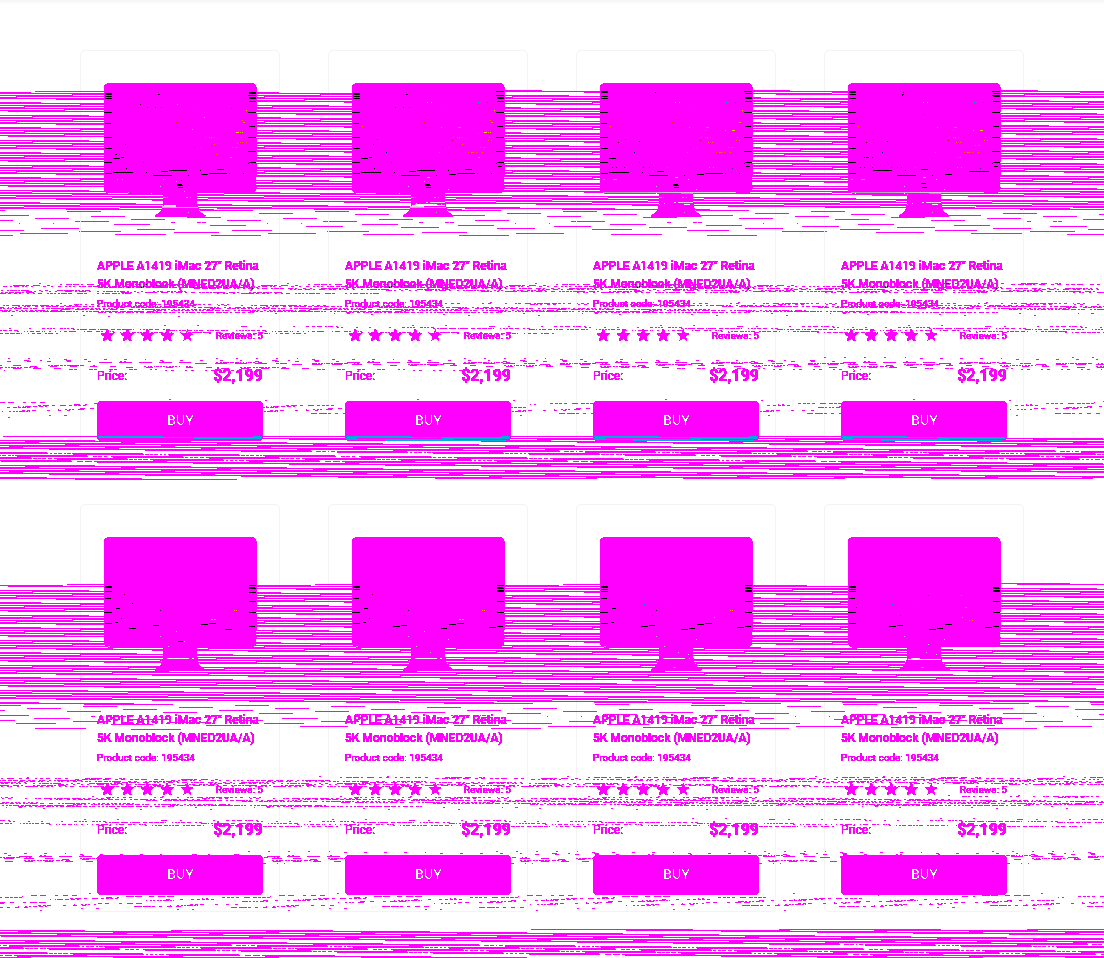 APPLE A1419 iMac 27" Retina APPLE A1419 iMac 27" Retina APPLE A1419 iMac 27" Retina APPLE A1419 iMac 27" Retina
5K Monoblock (MNED2UA/A) 5K Monoblock (MNED2UA/A) 5K Monoblock (MNED2UA/A) 5K Monoblock (MNED2UA/A)
Product code: 195434 Product code: 195434 Product code: 195434 Product code: 195434
Reviews: 5 Reviews: 5 Reviews: 5 Reviews: 5
Price: $2,199 Price: $2,199 Price: $2,199 Price: $2,199
BUY BUY BUY BUY
APPLE A1419 iMac 27" Retina APPLE A1419 iMac 27" Retina APPLE A1419 iMac 27" Retina APPLE A1419 iMac 27" Retina
5K Monoblock (MNED2UA/A) 5K Monoblock (MNED2UA/A) 5K Monoblock (MNED2UA/A) 5K Monoblock (MNED2UA/A)
Product code: 195434 Product code: 195434 Product code: 195434 Product code: 195434
Reviews: 5 Reviews: 5 Reviews: 5 Reviews: 5
Price: $2,199 Price: $2,199 Price: $2,199 Price: $2,199
BUY BUY BUY BUY